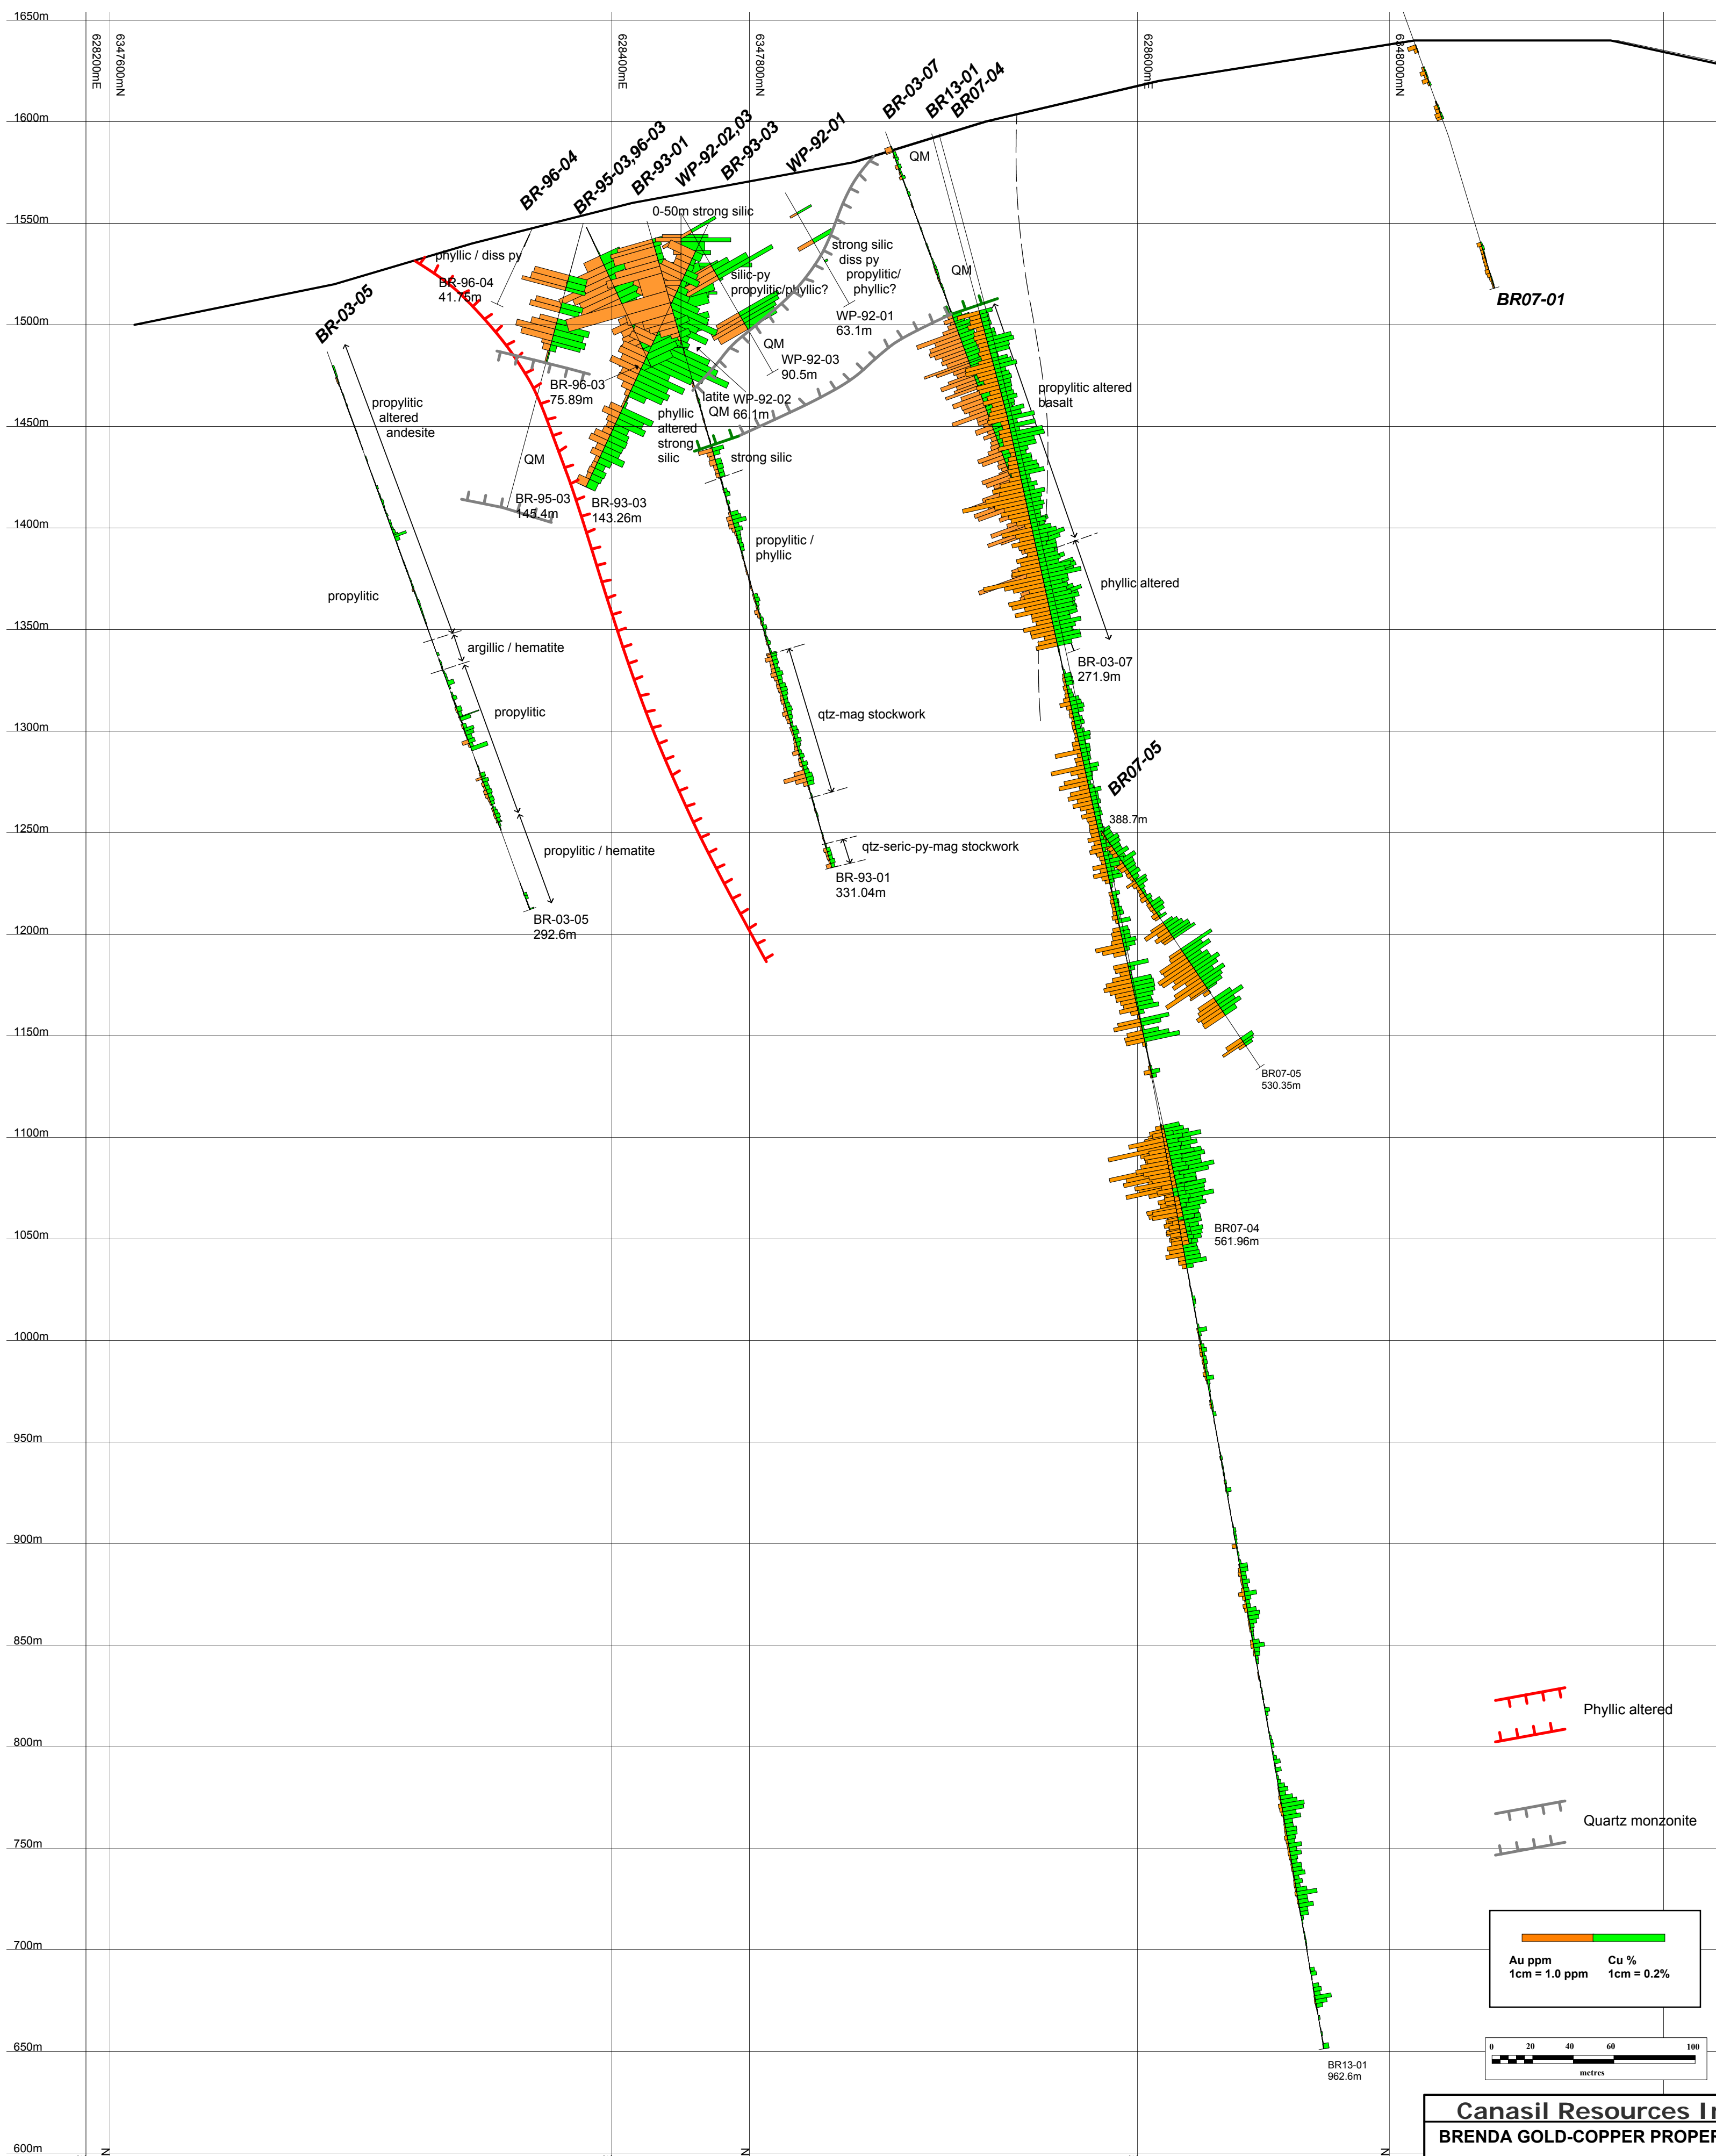 1650m
628200mE
6347600mN
628400mE
6347800mN
628600mE
6348000mN
1600m
1550m
1500m
1450m
1400m
1350m
1300m
1250m
1200m
1150m
1100m
1050m
1000m
950m
900m
850m
800m
750m
700m
650m
600m
BR-03-05
BR-96-04
BR-95-03,96-03
BR-93-01
WP-92-02,03
BR-93-03
WP-92-01
BR-03-07
BR13-01
BR07-04
BR07-01
QM
0-50m strong silic
phyllic / diss py
BR-96-04
41.75m
silic-py
propylitic/phyllic?
strong silic
diss py
propylitic/
phyllic?
QM
WP-92-01
63.1m
QM
WP-92-03
90.5m
BR-96-03
75.89m
latite
QM
WP-92-02
66.1m
phyllic
altered
strong
silic
strong silic
propylitic
altered
andesite
propylitic altered
basalt
QM
BR-95-03
145.4m
BR-93-03
143.26m
propylitic /
phyllic
phyllic altered
propylitic
argillic / hematite
BR-03-07
271.9m
propylitic
qtz-mag stockwork
BR07-05
388.7m
propylitic / hematite
qtz-seric-py-mag stockwork
BR-93-01
331.04m
BR-03-05
292.6m
BR07-05
530.35m
BR07-04
561.96m
Phyllic altered
Quartz monzonite
Au ppm
1cm = 1.0 ppm
Cu %
1cm = 0.2%
0 20 40 60 100
metres
BR13-01
962.6m
N
N
N
Canasil Resources I
BRENDA GOLD-COPPER PROPER